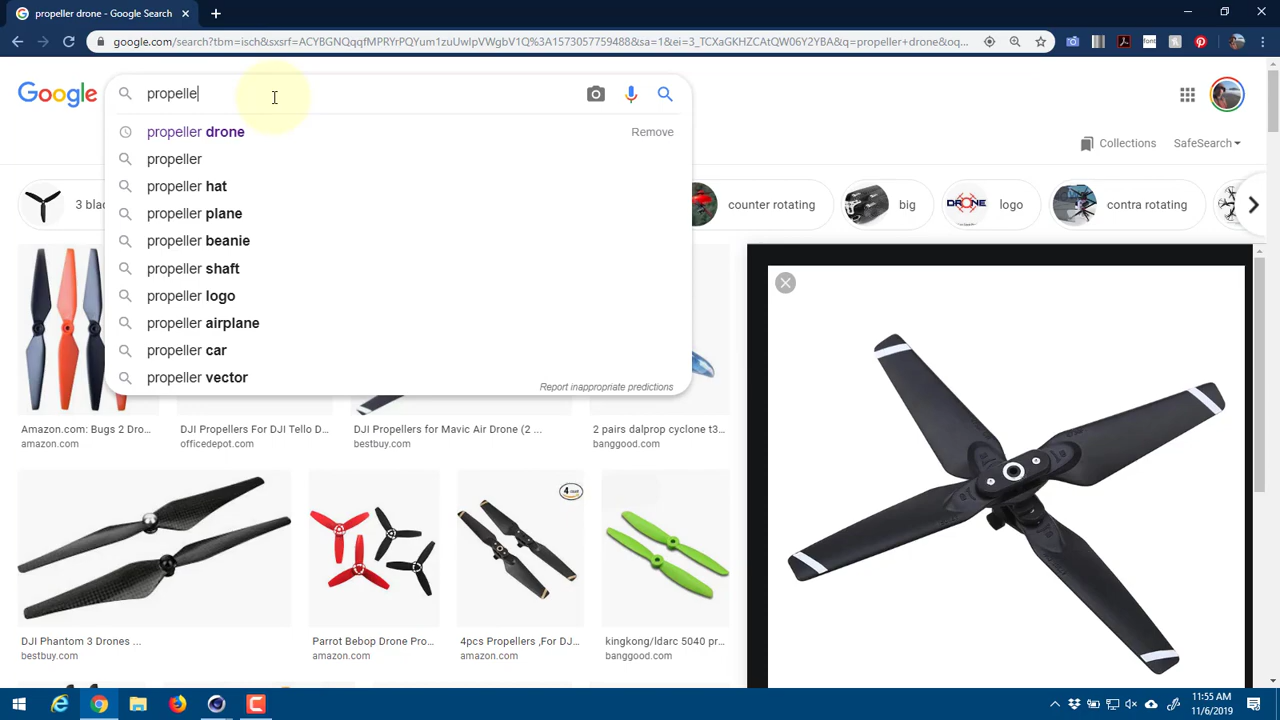 propeller drone - Google Search
google.com/search?tbm=isch&sxsrf=ACYBGNQqqfMPRYrPQYum1zuUwIpVWgbV1Q%3A1573057759488&sa=1&ei=3_TCXaGKHZCAtQW06Y2YBA&q=propeller+drone&oq...
Google
propelle
propeller drone Remove
propeller
propeller hat
propeller plane
propeller beanie
propeller shaft
propeller logo
propeller airplane
propeller car
propeller vector
Report inappropriate predictions
Collections SafeSearch
3 blad
counter rotating
big
DRONE
logo
contra rotating
Amazon.com: Bugs 2 Dro...
amazon.com
DJI Propellers For DJI Tello D...
officedepot.com
DJI Propellers for Mavic Air Drone (2 ...
bestbuy.com
2 pairs dalprop cyclone t3...
banggood.com
DJI Phantom 3 Drones ...
bestbuy.com
Parrot Bebop Drone Pro...
amazon.com
4pcs Propellers ,For DJ...
amazon.com
kingkong/ldarc 5040 pr...
banggood.com
11:55 AM
11/6/2019